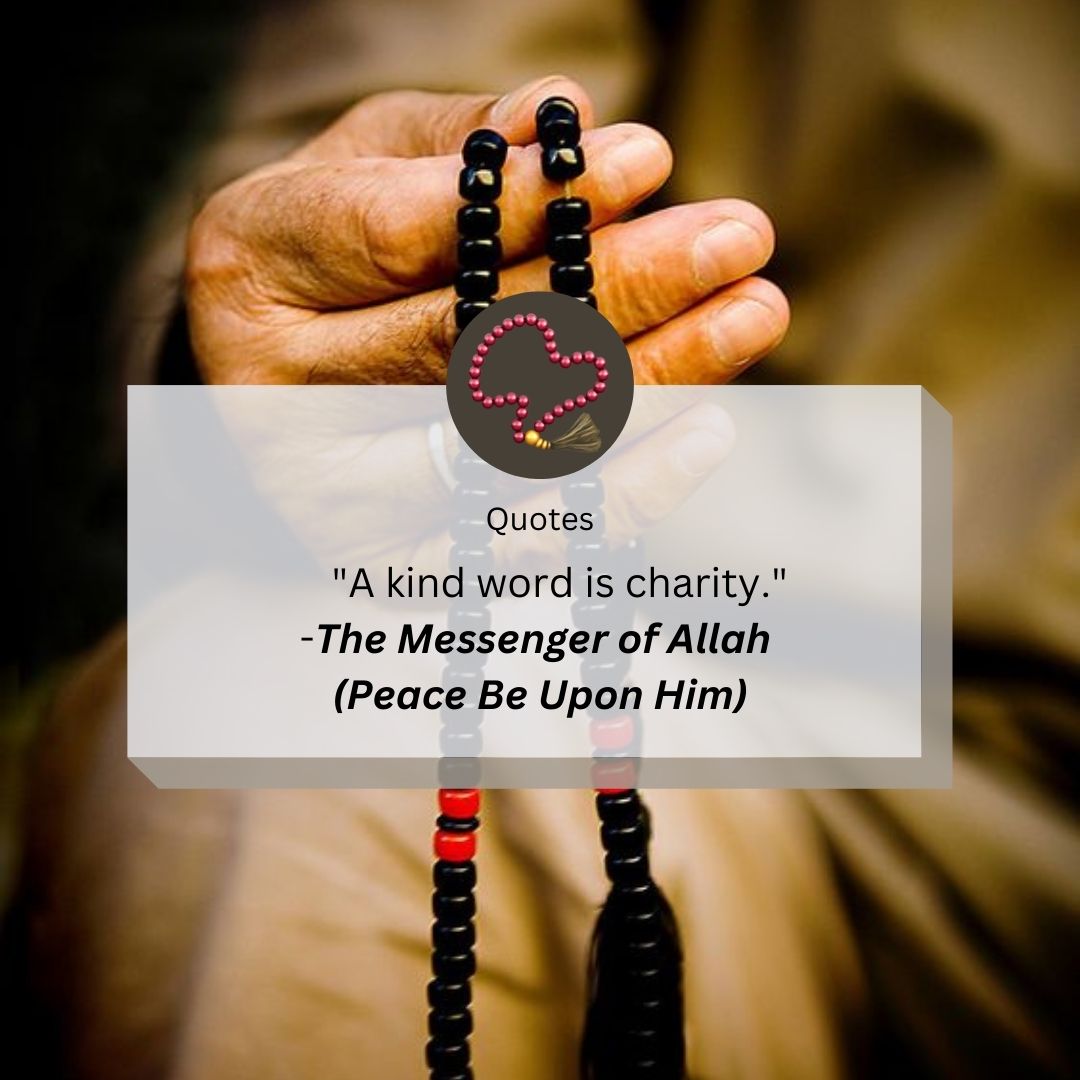 Quotes
"A kind word is charity."
-The Messenger of Allah
(Peace Be Upon Him)